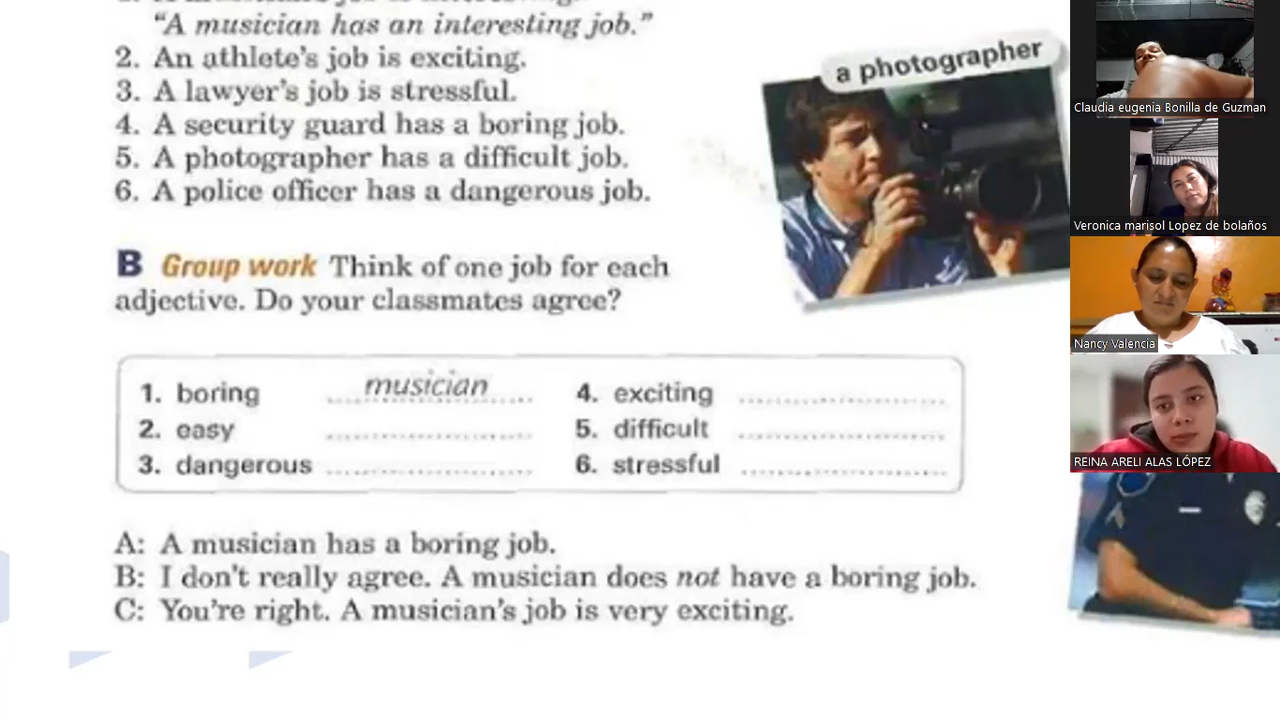 "A musician has an interesting job."
2. An athlete's job is exciting.
3. A lawyer's job is stressful.
4. A security guard has a boring job.
5. A photographer has a difficult job.
6. A police officer has a dangerous job.
a photographer
B Group work Think of one job for each
adjective. Do your classmates agree?
1. boring musician
2. easy
3. dangerous
4. exciting
5. difficult
6. stressful
A: A musician has a boring job.
B: I don't really agree. A musician does not have a boring job.
C: You're right. A musician's job is very exciting.
Claudia eugenia Bonilla de Guzman
Veronica marisol Lopez de bolaños
Nancy Valencia
REINA ARELI ALAS LÓPEZ